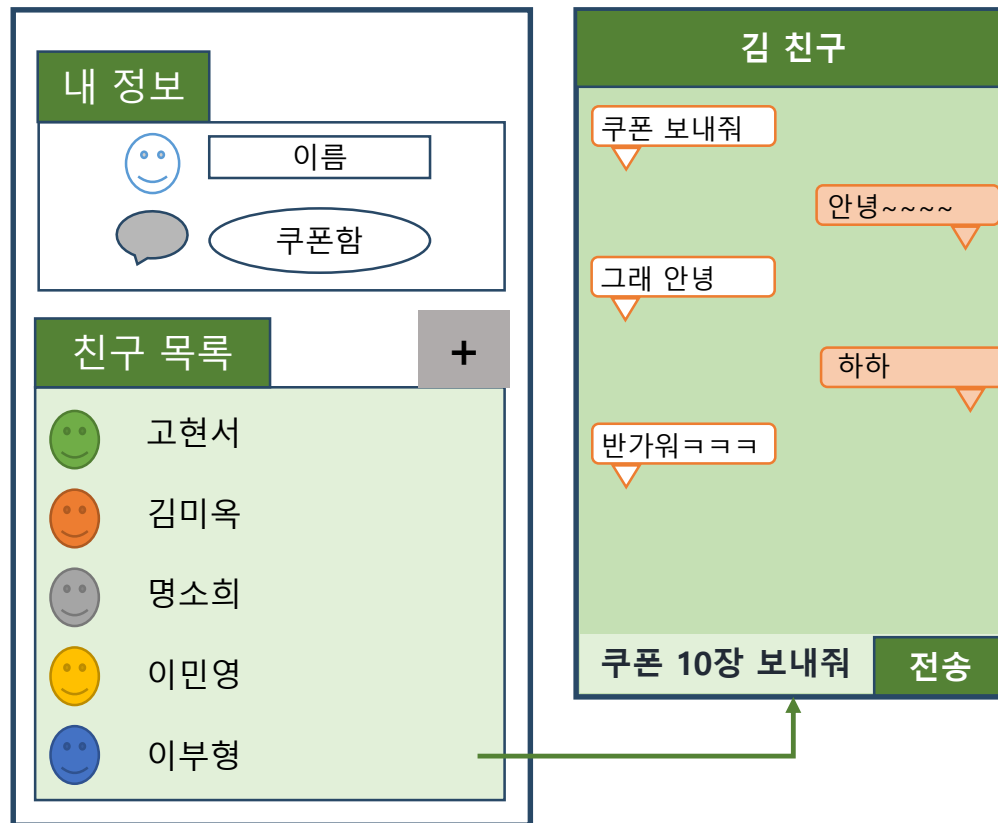 내 정보
이름
쿠폰함
친구 목록
+
고현서
김미옥
명소희
이민영
이부형
김 친구
쿠폰 보내줘
안녕~~~~
그래 안녕
하하
반가워ㅋㅋㅋ
쿠폰 10장 보내줘
전송